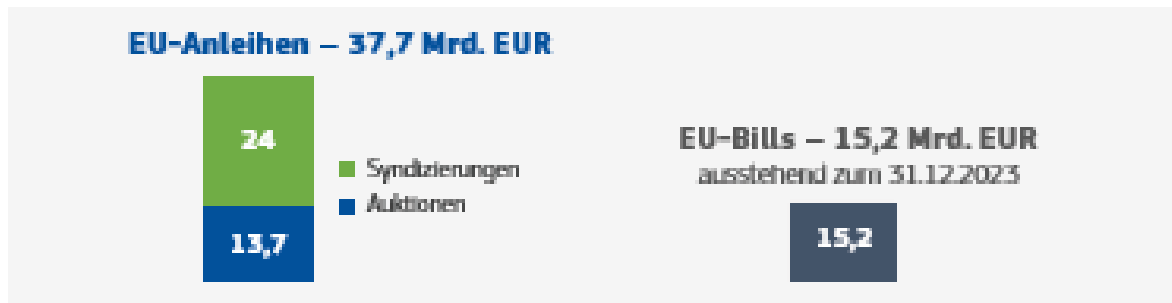 EU-Anleihen – 37,7 Mrd. EUR
24
Syndizierungen
Auktionen
13,7
EU-Bills – 15,2 Mrd. EUR
ausstehend zum 31.12.2023
15,2